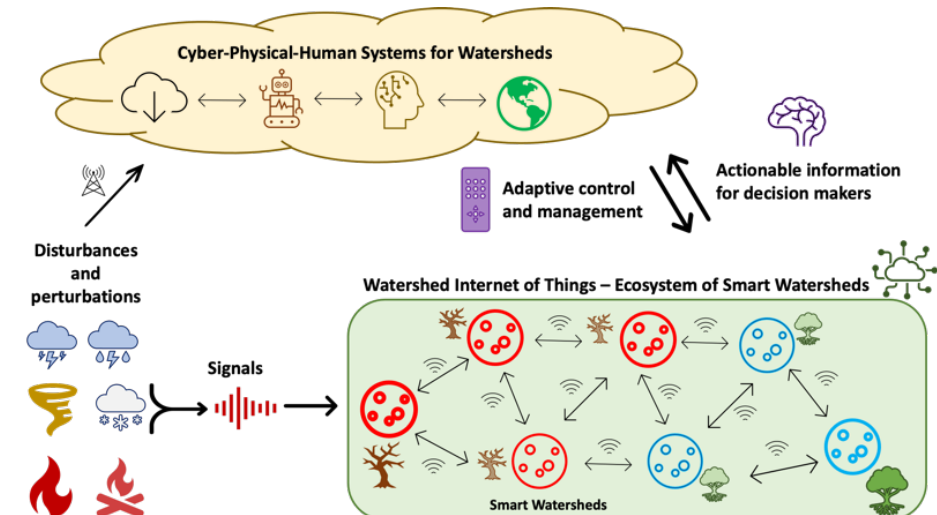 Cyber-Physical-Human Systems for Watersheds
Adaptive control
and management
Actionable information
for decision makers
Disturbances
and
perturbations
Signals
Watershed Internet of Things – Ecosystem of Smart Watersheds
Smart Watersheds